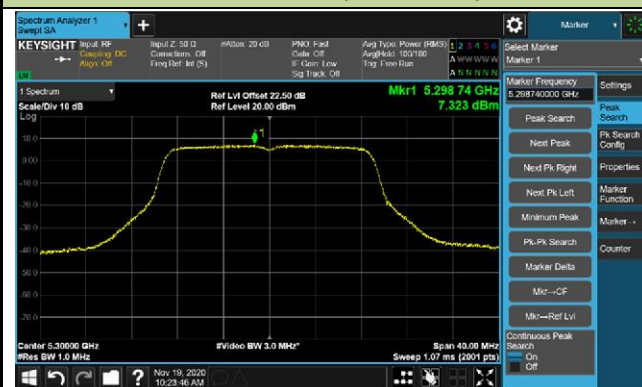 Spectrum Analyzer 1
Swept SA
Marker
KEYSIGHT
Input: RF
Coupling: DC
Align: Off
Input Z: 50 Ω
Corrections: Off
Freq Ref: Int (S)
#Atten: 20 dB
PNO: Fast
Gate: Off
IF Gain: Low
Sig Track: Off
Avg Type: Power (RMS)
Avg|Hold: 100/100
Trig: Free Run
1 2 3 4 5 6
A W W W W W
A N N N N N
LM
Select Marker
Marker 1
1 Spectrum
Scale/Div 10 dB
Log
Ref Lvl Offset 22.50 dB
Ref Level 20.00 dBm
Mkr1 5.298 74 GHz
7.323 dBm
10.0
0.00
-10.0
-20.0
-30.0
-40.0
-50.0
-60.0
-70.0
1
Center 5.30000 GHz
#Res BW 1.0 MHz
#Video BW 3.0 MHz*
Span 40.00 MHz
Sweep 1.07 ms (2001 pts)
Marker Frequency
5.298740000 GHz
Peak Search
Next Peak
Next Pk Right
Next Pk Left
Minimum Peak
Pk-Pk Search
Marker Delta
Mkr→CF
Mkr→Ref Lvl
Continuous Peak
Search
On
Off
Settings
Peak
Search
Pk Search
Config
Properties
Marker
Function
Marker→
Counter
Nov 19, 2020
10:23:46 AM